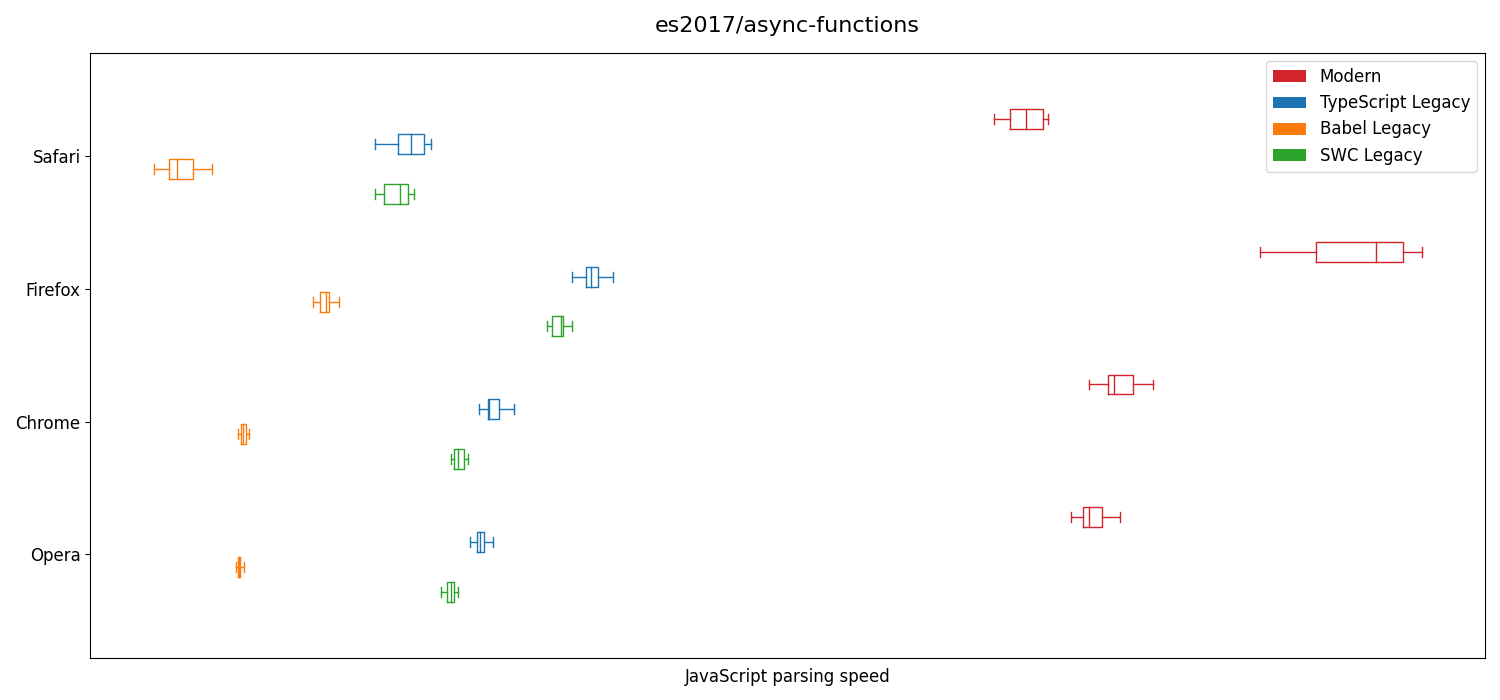 es2017/async-functions
Modern
TypeScript Legacy
Babel Legacy
SWC Legacy
Safari
Firefox
Chrome
Opera
JavaScript parsing speed